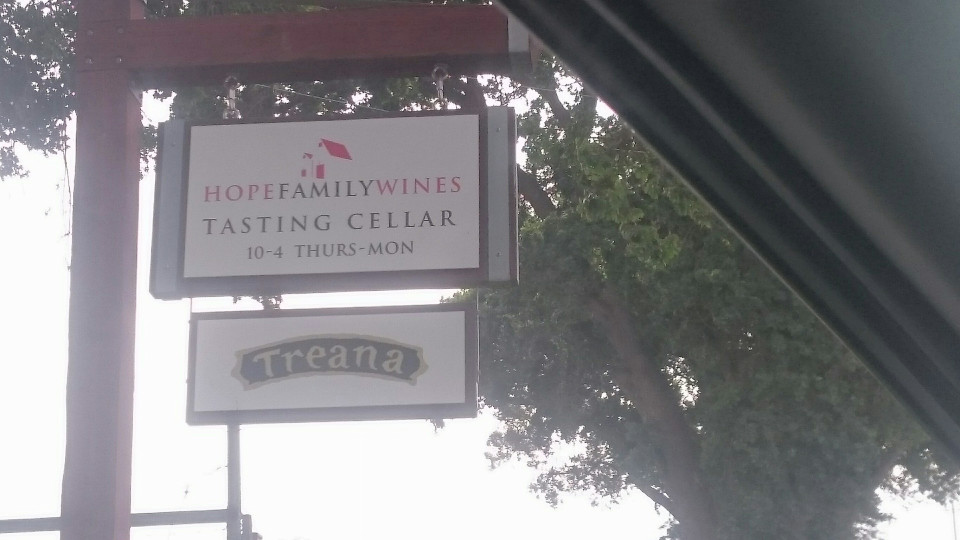 HOPEFAMILYWINES
TASTING CELLAR
10-4 THURS-MON
Treana